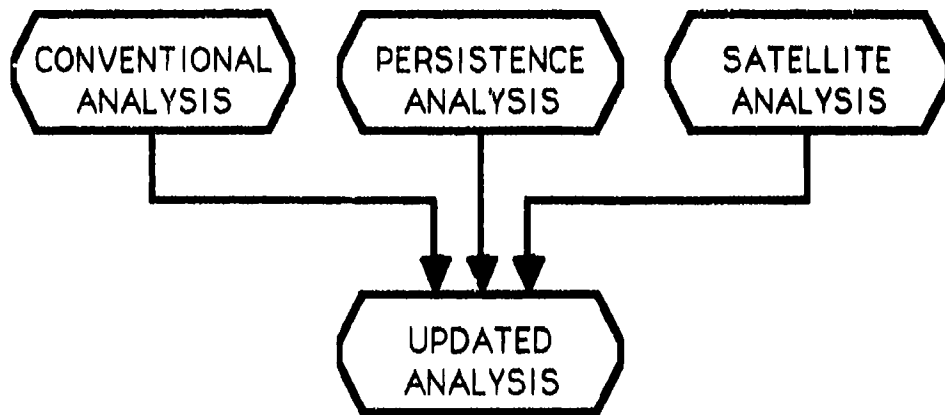 CONVENTIONAL
ANALYSIS
PERSISTENCE
ANALYSIS
SATELLITE
ANALYSIS
UPDATED
ANALYSIS